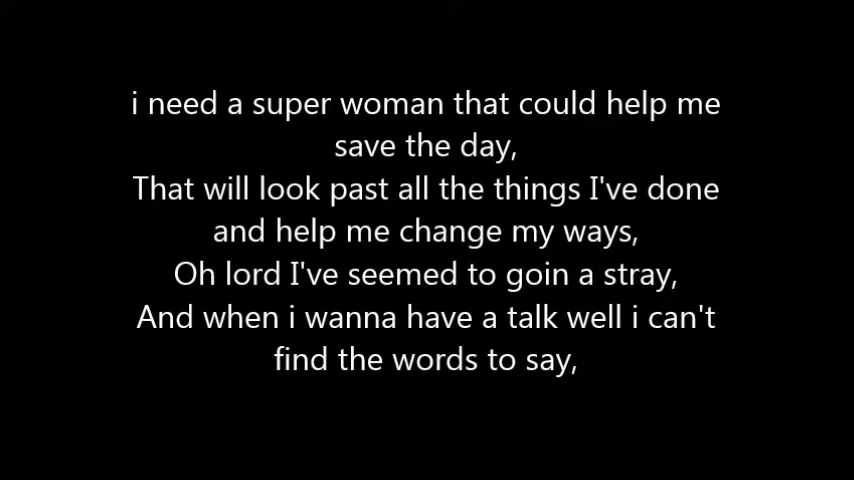 i need a super woman that could help me
save the day,
That will look past all the things I've done
and help me change my ways,
Oh lord I've seemed to goin a stray,
And when i wanna have a talk well i can't
find the words to say,